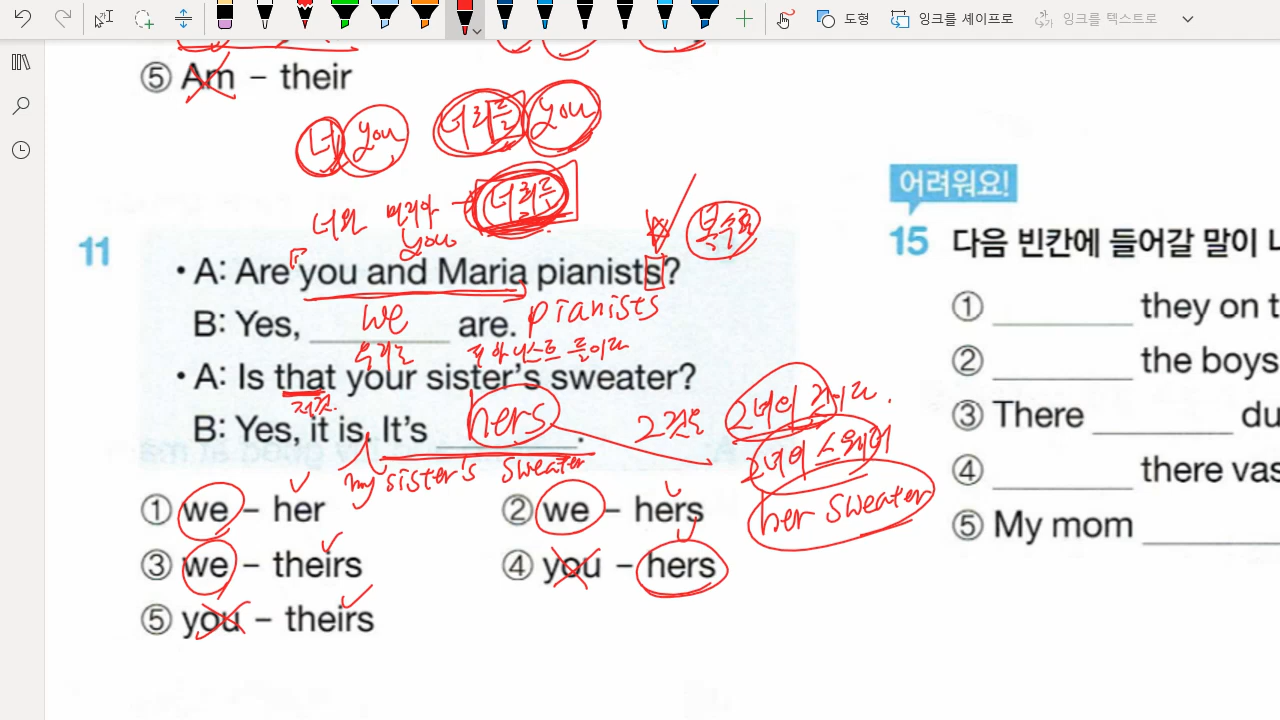 도형
잉크를 셰이프로
잉크를 텍스트로
⑤ Am – their
너 you 너희들 you
너와 마리아 → 너희들
you
복수형
11
• A: Are you and Maria pianists?
B: Yes, we are. pianists
우리는 피아니스트 들이다
• A: Is that your sister's sweater?
저것
B: Yes, it is. It's hers.
my sister's sweater
그것은 그녀의 것이다.
그녀의 스웨터
her sweater
① we – her
② we – hers
③ we – theirs
④ you – hers
⑤ you – theirs
어려워요!
15 다음 빈칸에 들어갈 말이 나
① ________ they on t
② ________ the boys
③ There ________ du
④ ________ there vas
⑤ My mom ________